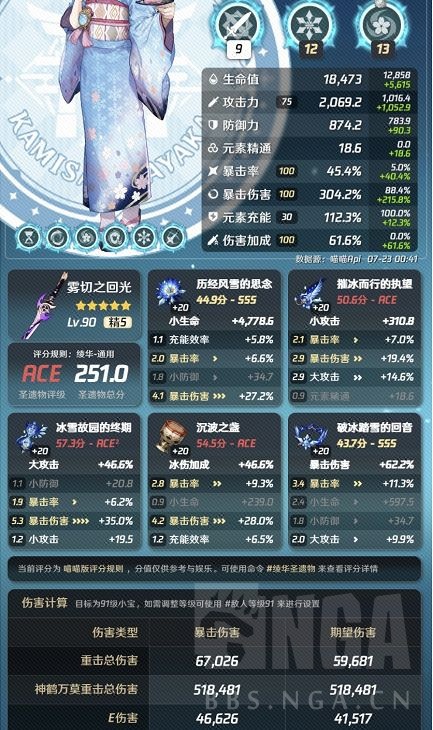 KAMISATO AYAKA
9 12 13
生命值 18,473 12,858 +5,615
攻击力 75 2,069.2 1,016.4 +1,052.9
防御力 874.2 783.9 +90.3
元素精通 18.6 0.0 +18.6
暴击率 100 45.4% 5.0% +40.4%
暴击伤害 100 304.2% 88.4% +215.8%
元素充能 30 112.3% 100.0% +12.3%
伤害加成 100 61.6% 0.0% +61.6%
数据源：喵喵Api · 07-23 00:41
雾切之回光
Lv.90 精5
评分规则：绫华-通用
ACE 251.0
圣遗物评级 圣遗物总分
+20 历经风雪的思念
44.9分 - SSS
小生命 +4,778.6
1.1 充能效率 +5.8%
2.0 暴击率 +6.6%
1.8 小防御 +34.7
4.1 暴击伤害 +27.2%
+20 摧冰而行的执望
50.6分 - ACE
小攻击 +310.8
2.1 暴击率 +7.0%
2.9 暴击伤害 +19.4%
2.9 大攻击 +14.6%
0.9 元素精通 +18.6
+20 冰雪故园的终期
57.3分 - ACE²
大攻击 +46.6%
1.1 小防御 +20.8
1.9 暴击率 +6.2%
5.3 暴击伤害 +35.0%
1.2 小攻击 +19.5
+20 沉波之盏
54.5分 - ACE
冰伤加成 +46.6%
2.8 暴击率 +9.3%
0.9 小生命 +239.0
4.2 暴击伤害 +28.0%
1.2 充能效率 +6.5%
+20 破冰踏雪的回音
43.7分 - SSS
暴击伤害 +62.2%
3.4 暴击率 +11.3%
2.4 小生命 +597.5
1.8 小防御 +34.7
2.0 大攻击 +9.9%
当前评分为 喵喵版评分规则 ，分值仅供参考与娱乐。可使用命令 #绫华圣遗物 来查看评分详情
伤害计算 目标为91级小宝，如需调整等级可使用 #敌人等级91 来进行设置
伤害类型 暴击伤害 期望伤害
重击总伤害 67,026 59,681
神鹤万莫重击总伤害 518,481 518,481
E伤害 46,626 41,517
NGA
BBS.NGA.CN